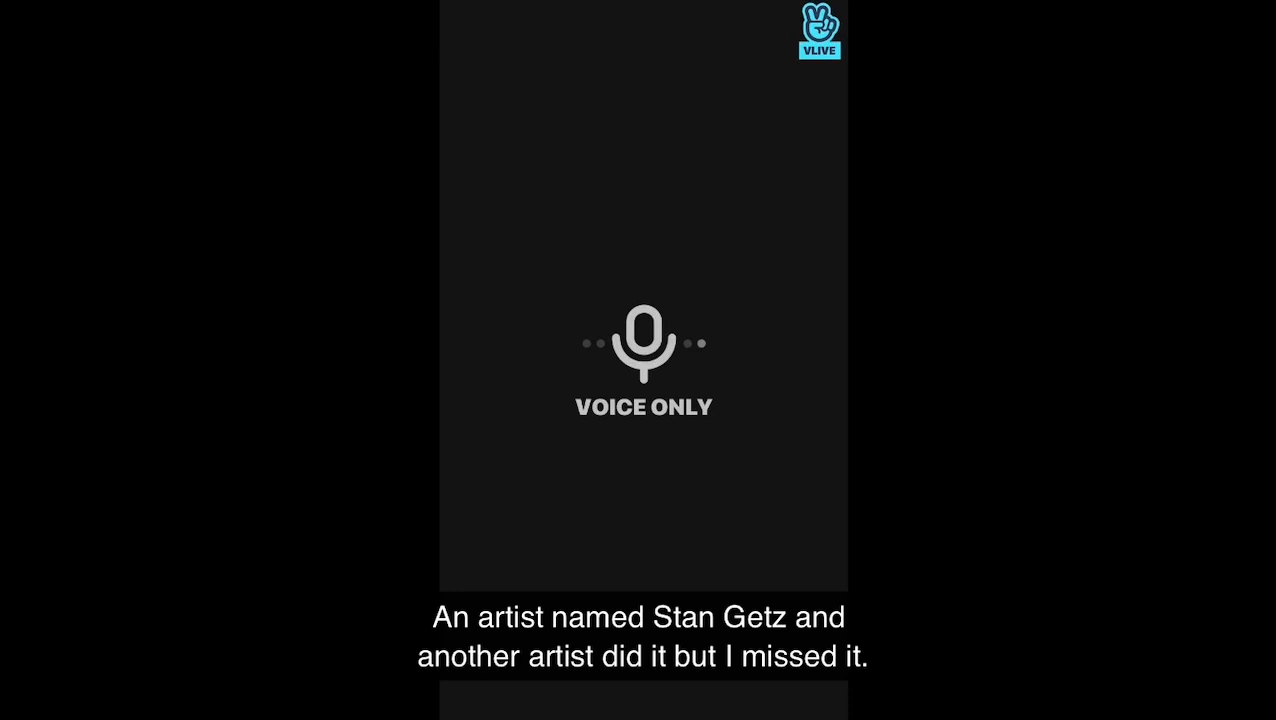 VLIVE
VOICE ONLY
An artist named Stan Getz and
another artist did it but I missed it.